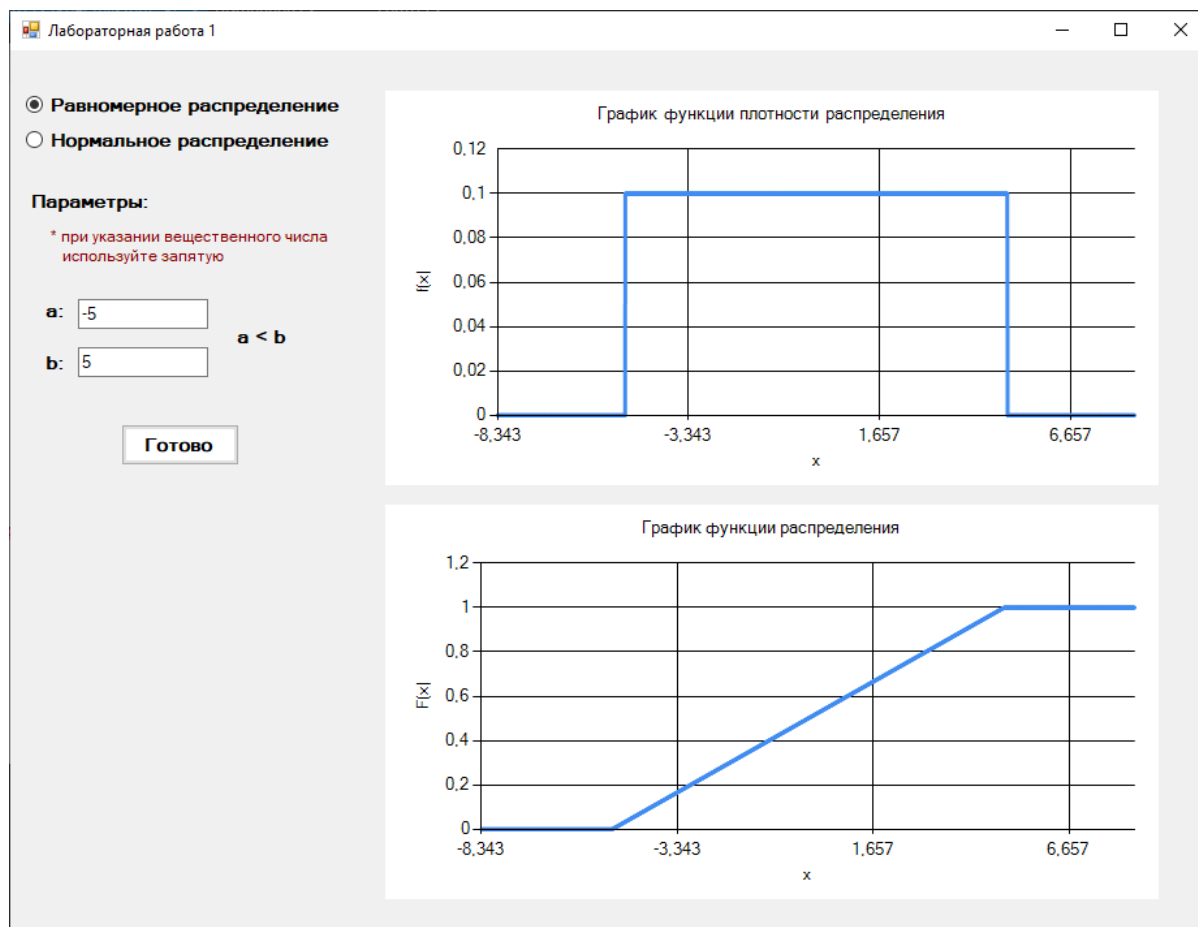 Лабораторная работа 1
Равномерное распределение
Нормальное распределение
Параметры:
* при указании вещественного числа
используйте запятую
a: -5
a < b
b: 5
Готово
График функции плотности распределения
0,12
0,1
0,08
0,06
0,04
0,02
0
f(x|
-8,343 -3,343 1,657 6,657
x
График функции распределения
1,2
1
0,8
0,6
0,4
0,2
0
F(x|
-8,343 -3,343 1,657 6,657
x